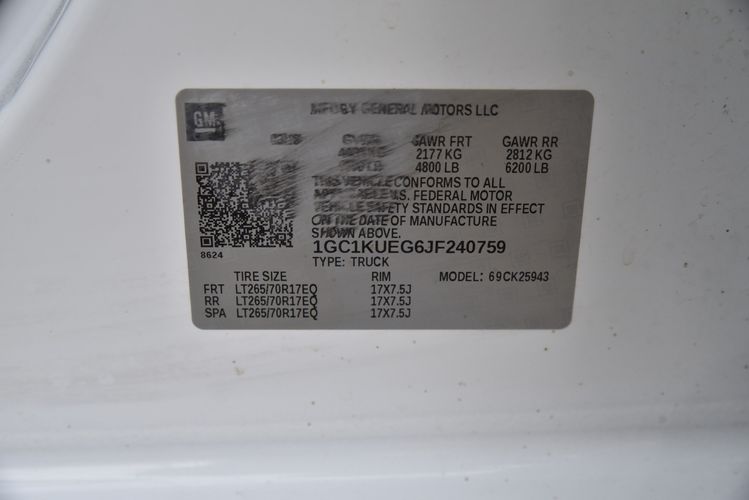 GM
MFD BY GENERAL MOTORS LLC
GAWR FRT GAWR RR
2177 KG 2812 KG
4800 LB 6200 LB
THIS VEHICLE CONFORMS TO ALL
U.S. FEDERAL MOTOR
VEHICLE SAFETY STANDARDS IN EFFECT
ON THE DATE OF MANUFACTURE
SHOWN ABOVE.
8624
1GC1KUEG6JF240759
TYPE: TRUCK
TIRE SIZE RIM MODEL: 69CK25943
FRT LT265/70R17EQ 17X7.5J
RR LT265/70R17EQ 17X7.5J
SPA LT265/70R17EQ 17X7.5J